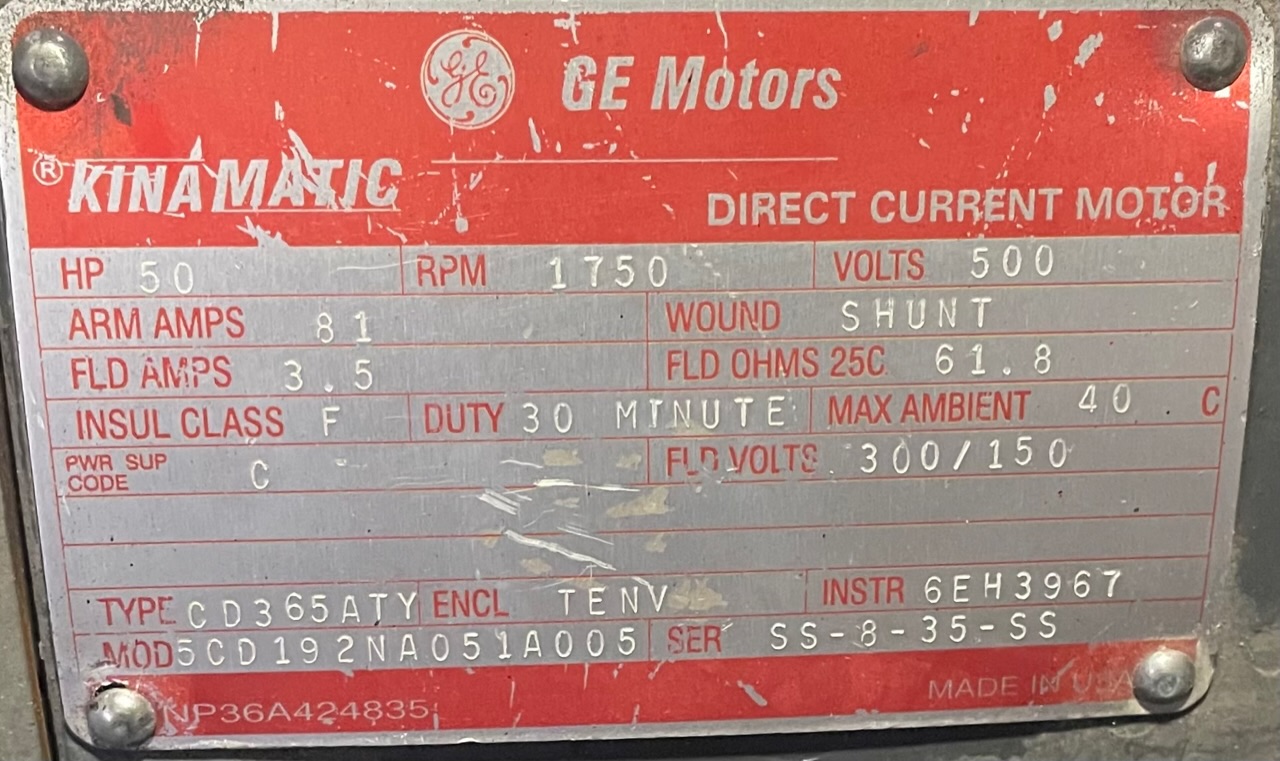 GE
GE Motors
® KINAMATIC
DIRECT CURRENT MOTOR
HP 50 RPM 1750 VOLTS 500
ARM AMPS 81 WOUND SHUNT
FLD AMPS 3.5 FLD OHMS 25C 61.8
INSUL CLASS F DUTY 30 MINUTE MAX AMBIENT 40 C
PWR SUP CODE C FLD VOLTS 300/150
TYPE CD365ATY ENCL TENV INSTR 6EH3967
MOD 5CD192NA051A005 SER SS-8-35-SS
NP36A424835 MADE IN USA